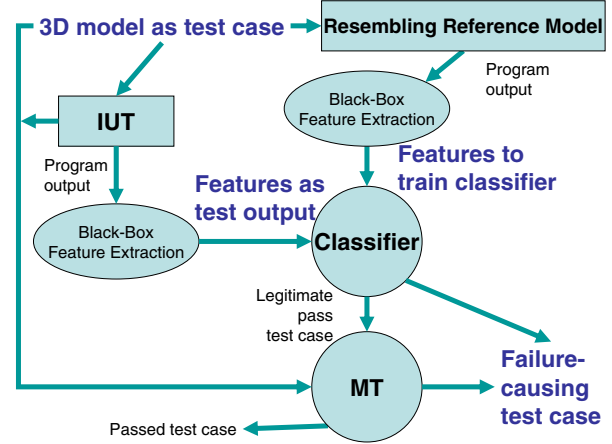 3D model as test case
Resembling Reference Model
Program
output
Black-Box
Feature Extraction
IUT
Program
output
Features to
train classifier
Features as
test output
Black-Box
Feature Extraction
Classifier
Legitimate
pass
test case
MT
Failure-
causing
test case
Passed test case